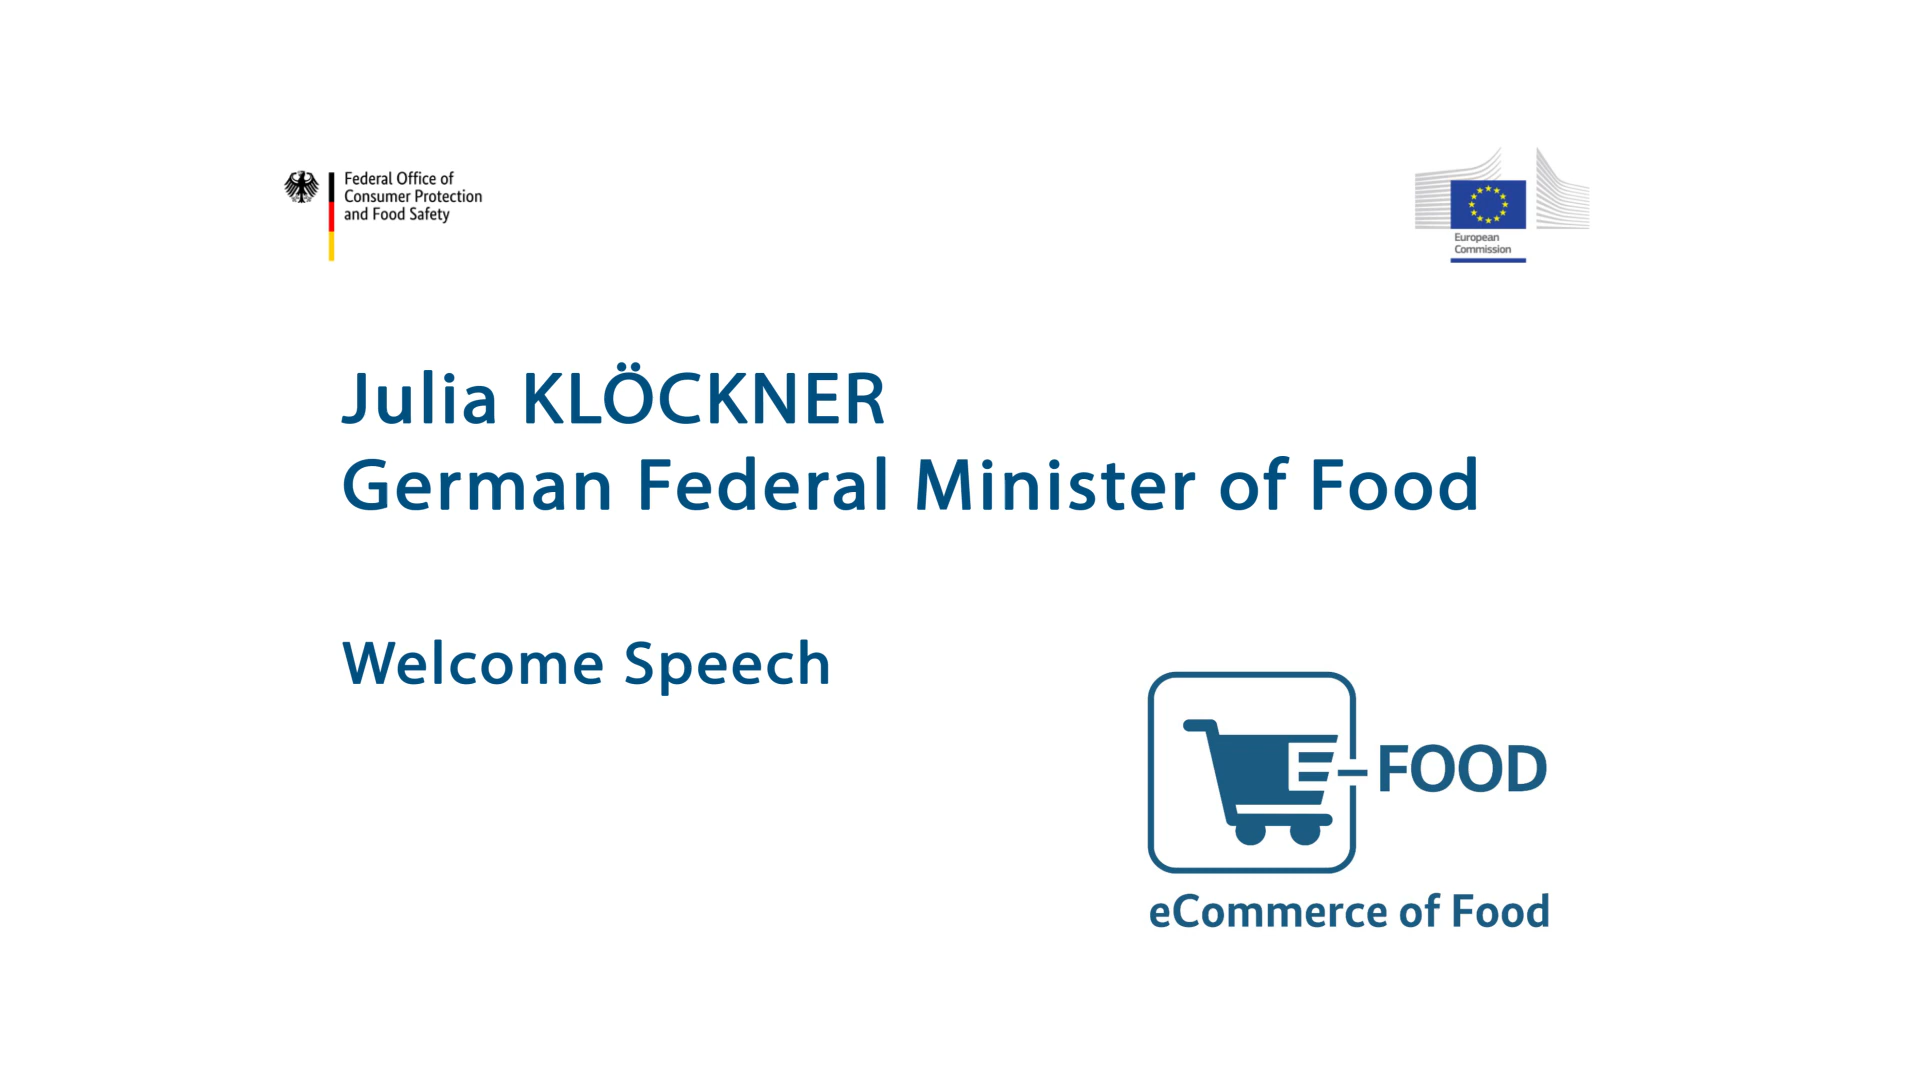 Federal Office of
Consumer Protection
and Food Safety
European
Commission
Julia KLÖCKNER
German Federal Minister of Food
Welcome Speech
E-FOOD
eCommerce of Food